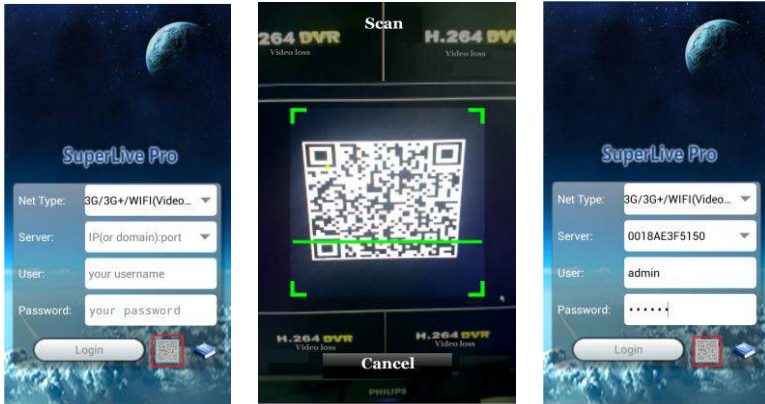 SuperLive Pro
Net Type:
3G/3G+/WIFI(Video...
Server:
IP(or domain):port
User:
your username
Password:
your password
Login
Scan
264 DVR
Video loss
H.264 DV
Video loss
H.264 DVR
Video loss
H.264 DVR
Video loss
Cancel
PHILIPS
SuperLive Pro
Net Type:
3G/3G+/WIFI(Video...
Server:
0018AE3F5150
User:
admin
Password:
••••••
Login